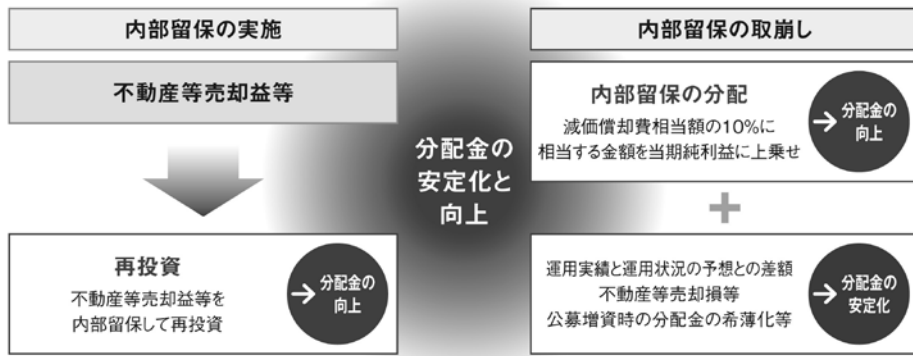 内部留保の実施
不動産等売却益等
再投資
不動産等売却益等を
内部留保して再投資
→分配金の
向上
分配金の
安定化と
向上
内部留保の取崩し
内部留保の分配
減価償却費相当額の10%に
相当する金額を当期純利益に上乗せ
→分配金の
向上
+
運用実績と運用状況の予想との差額
不動産等売却損等
公募増資時の分配金の希薄化等
→分配金の
安定化